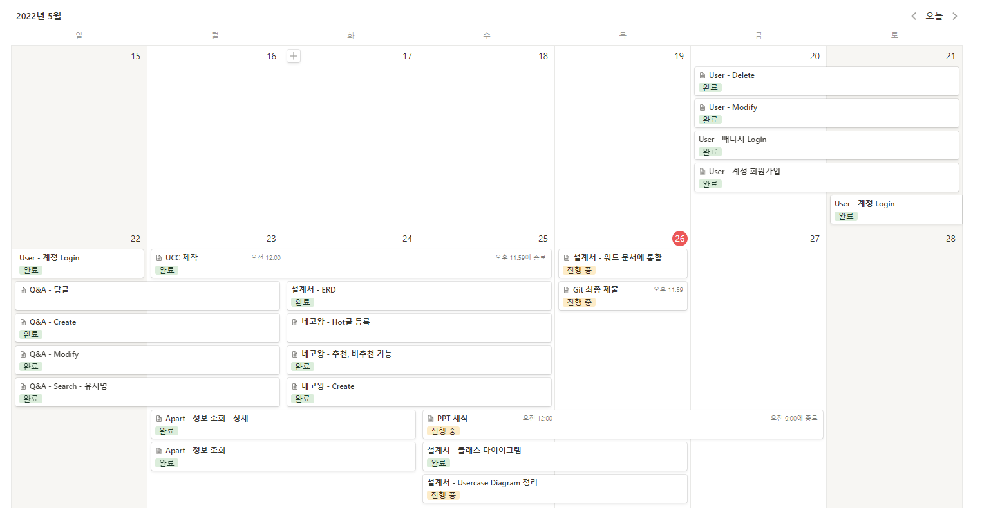 2022년 5월
오늘
일 월 화 수 목 금 토
15 16 17 18 19 20 21
User - Delete
완료
User - Modify
완료
User - 매니저 Login
완료
User - 계정 회원가입
완료
User - 계정 Login
완료
22 23 24 25 26 27 28
User - 계정 Login
완료
UCC 제작 오전 12:00 오후 11:59에 종료
완료
설계서 - 워드 문서에 통합
진행 중
Q&A - 답글
설계서 - ERD
완료
Git 최종 제출 오후 11:59
진행 중
Q&A - Create
완료
네고왕 - Hot글 등록
Q&A - Modify
완료
네고왕 - 추천, 비추천 기능
완료
Q&A - Search - 유저명
완료
네고왕 - Create
완료
Apart - 정보 조회 - 상세
완료
PPT 제작 오전 12:00 오전 9:00에 종료
진행 중
Apart - 정보 조회
완료
설계서 - 클래스 다이어그램
완료
설계서 - Usercase Diagram 정리
진행 중